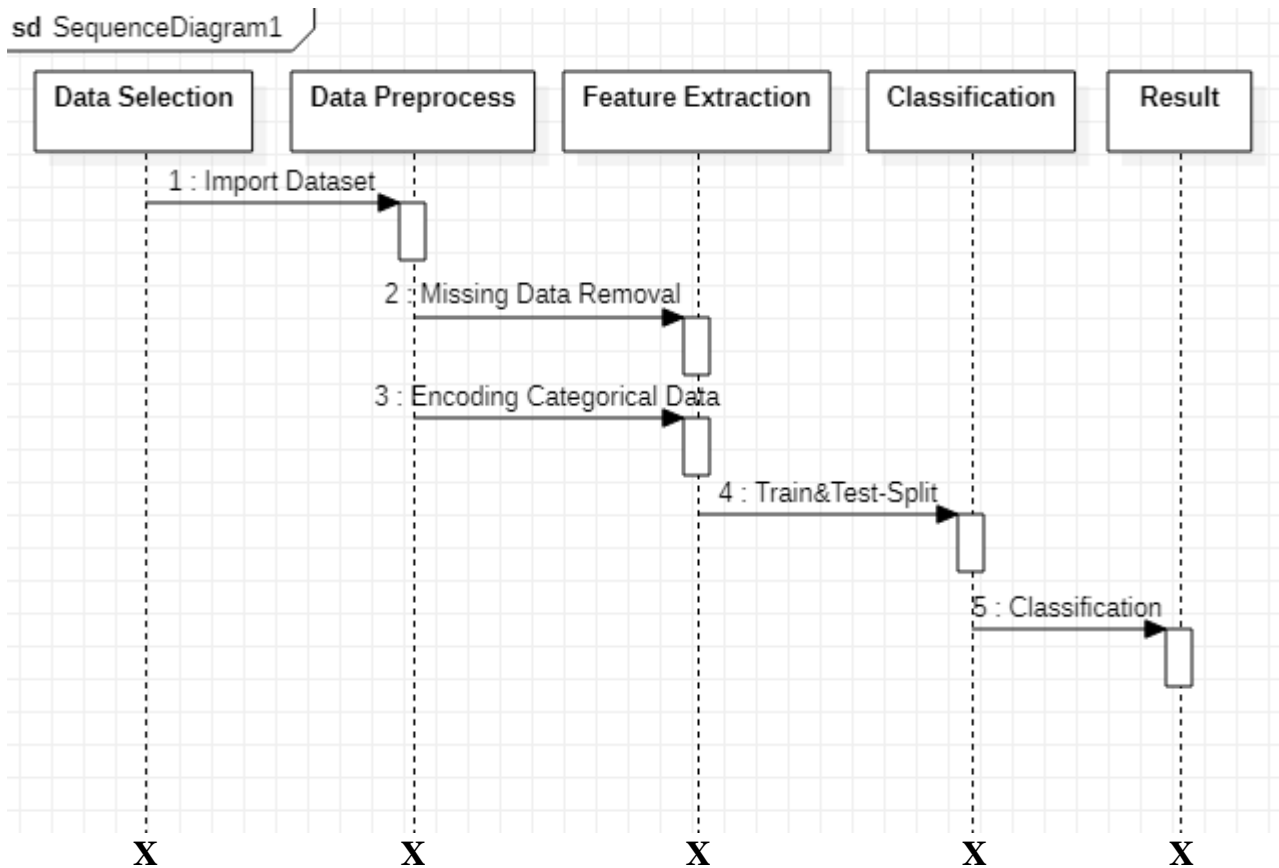 sd SequenceDiagram1
Data Selection
Data Preprocess
Feature Extraction
Classification
Result
1 : Import Dataset
2 : Missing Data Removal
3 : Encoding Categorical Data
4 : Train&Test-Split
5 : Classification
X X X X X